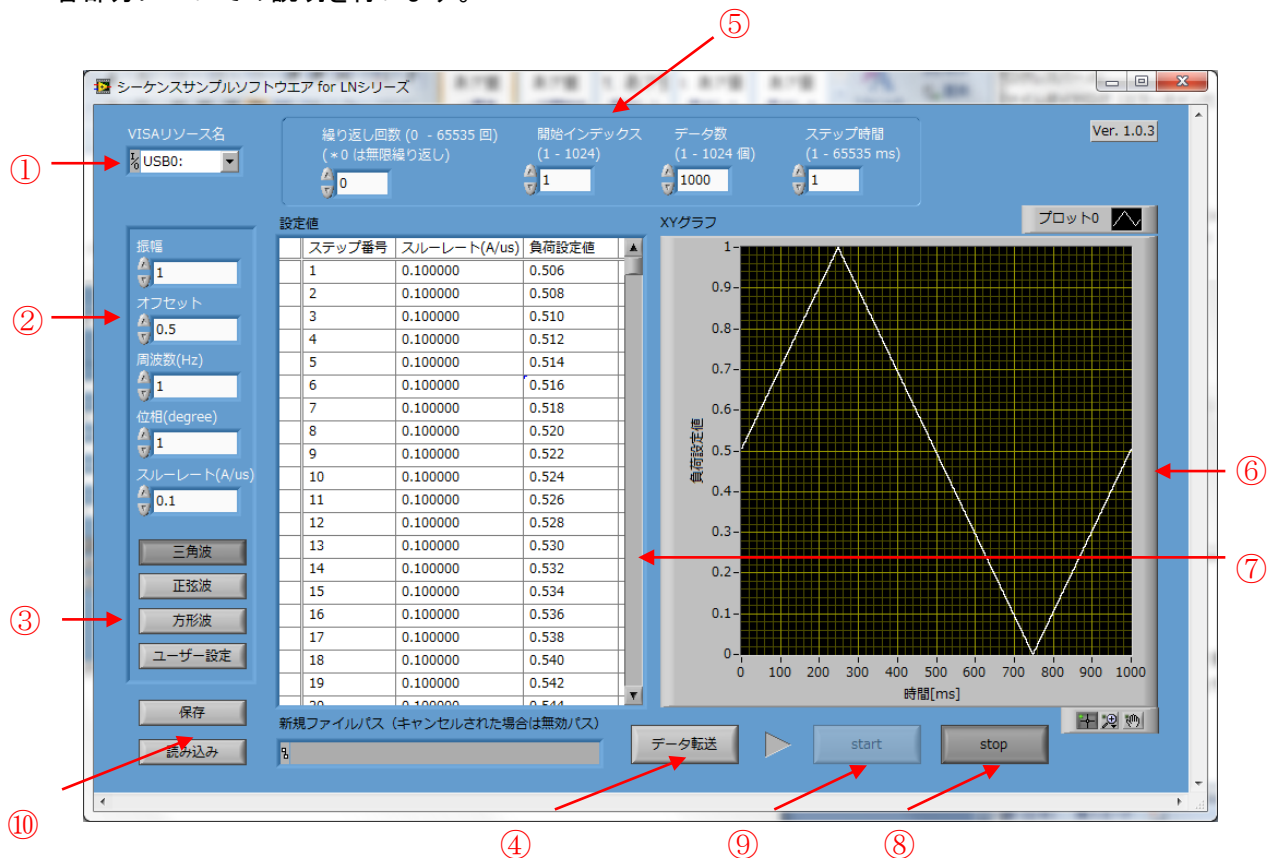 ⑤
シーケンスサンプルソフトウエア for LNシリーズ
VISAリソース名
USB0:
①
繰り返し回数 (0 - 65535 回)
(*0 は無限繰り返し)
0
開始インデックス
(1 - 1024)
1
データ数
(1 - 1024 個)
1000
ステップ時間
(1 - 65535 ms)
1
Ver. 1.0.3
振幅
1
オフセット
0.5
②
周波数(Hz)
1
位相(degree)
1
スルーレート(A/us)
0.1
三角波
正弦波
方形波
③
ユーザー設定
保存
読み込み
⑩
設定値
ステップ番号 スルーレート(A/us) 負荷設定値
1 0.100000 0.506
2 0.100000 0.508
3 0.100000 0.510
4 0.100000 0.512
5 0.100000 0.514
6 0.100000 0.516
7 0.100000 0.518
8 0.100000 0.520
9 0.100000 0.522
10 0.100000 0.524
11 0.100000 0.526
12 0.100000 0.528
13 0.100000 0.530
14 0.100000 0.532
15 0.100000 0.534
16 0.100000 0.536
17 0.100000 0.538
18 0.100000 0.540
19 0.100000 0.542
新規ファイルパス（キャンセルされた場合は無効パス）
XYグラフ
プロット0
1
0.9
0.8
0.7
0.6
0.5
0.4
0.3
0.2
0.1
0
負荷設定値
0 100 200 300 400 500 600 700 800 900 1000
時間[ms]
⑥
⑦
データ転送
start
stop
④
⑨
⑧